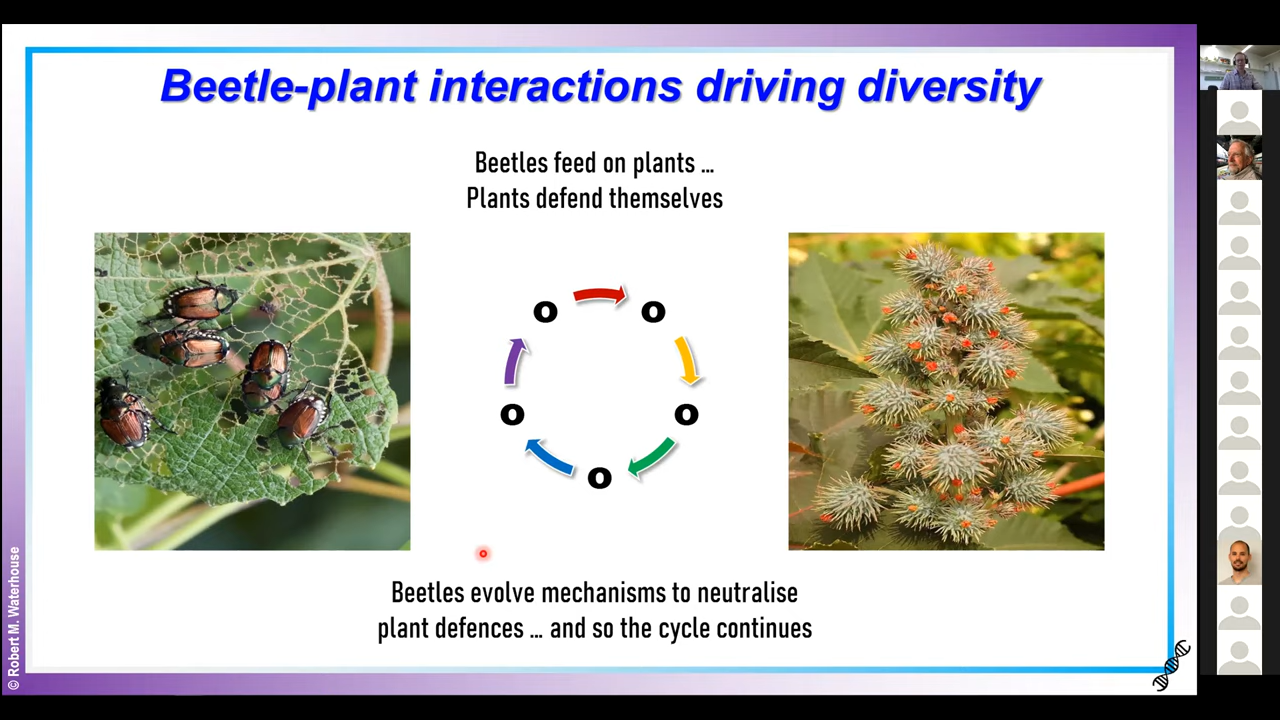 Beetle-plant interactions driving diversity
Beetles feed on plants ...
Plants defend themselves
o o
o o
o
Beetles evolve mechanisms to neutralise
plant defences ... and so the cycle continues
© Robert M. Waterhouse